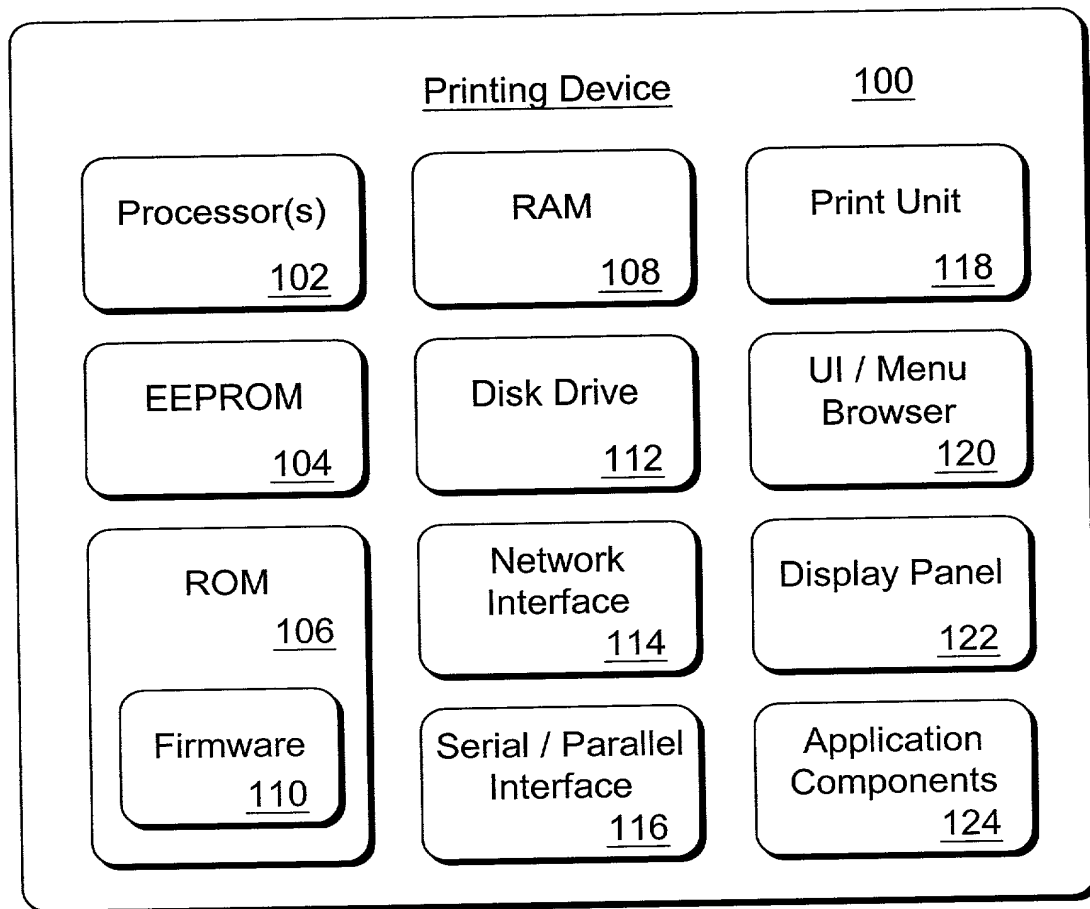 Printing Device 100
Processor(s)
102
RAM
108
Print Unit
118
EEPROM
104
Disk Drive
112
UI / Menu
Browser
120
ROM
106
Firmware
110
Network
Interface
114
Display Panel
122
Serial / Parallel
Interface
116
Application
Components
124